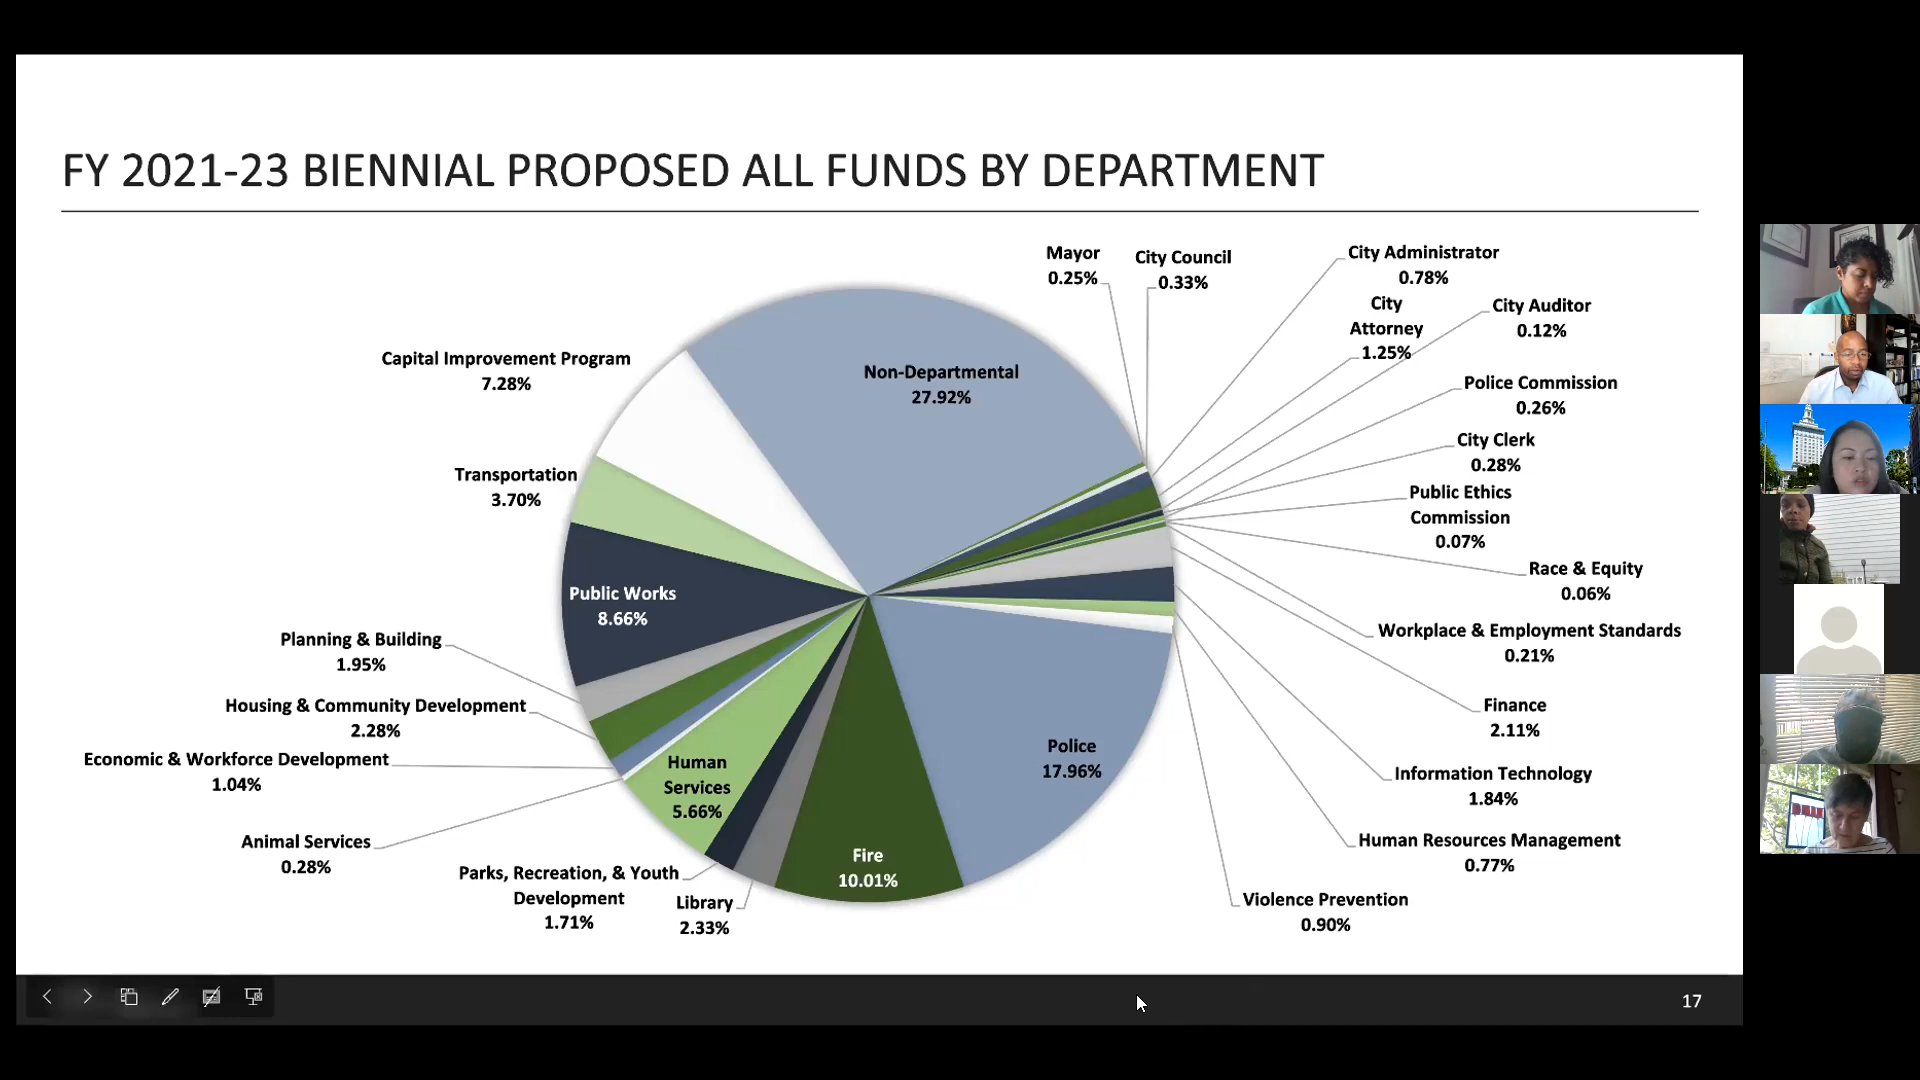 FY 2021-23 BIENNIAL PROPOSED ALL FUNDS BY DEPARTMENT
Mayor
0.25%
City Council
0.33%
City Administrator
0.78%
City
Attorney
1.25%
City Auditor
0.12%
Police Commission
0.26%
City Clerk
0.28%
Public Ethics
Commission
0.07%
Race & Equity
0.06%
Workplace & Employment Standards
0.21%
Finance
2.11%
Information Technology
1.84%
Human Resources Management
0.77%
Violence Prevention
0.90%
Police
17.96%
Fire
10.01%
Library
2.33%
Parks, Recreation, & Youth
Development
1.71%
Human
Services
5.66%
Animal Services
0.28%
Economic & Workforce Development
1.04%
Housing & Community Development
2.28%
Planning & Building
1.95%
Public Works
8.66%
Transportation
3.70%
Capital Improvement Program
7.28%
Non-Departmental
27.92%
17